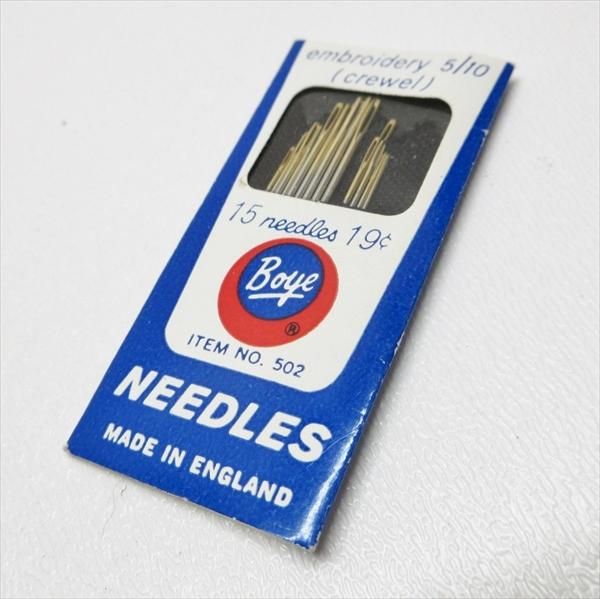 embroidery 5/10
(crewel)
15 needles 19¢
Boye
®
ITEM NO. 502
NEEDLES
MADE IN ENGLAND